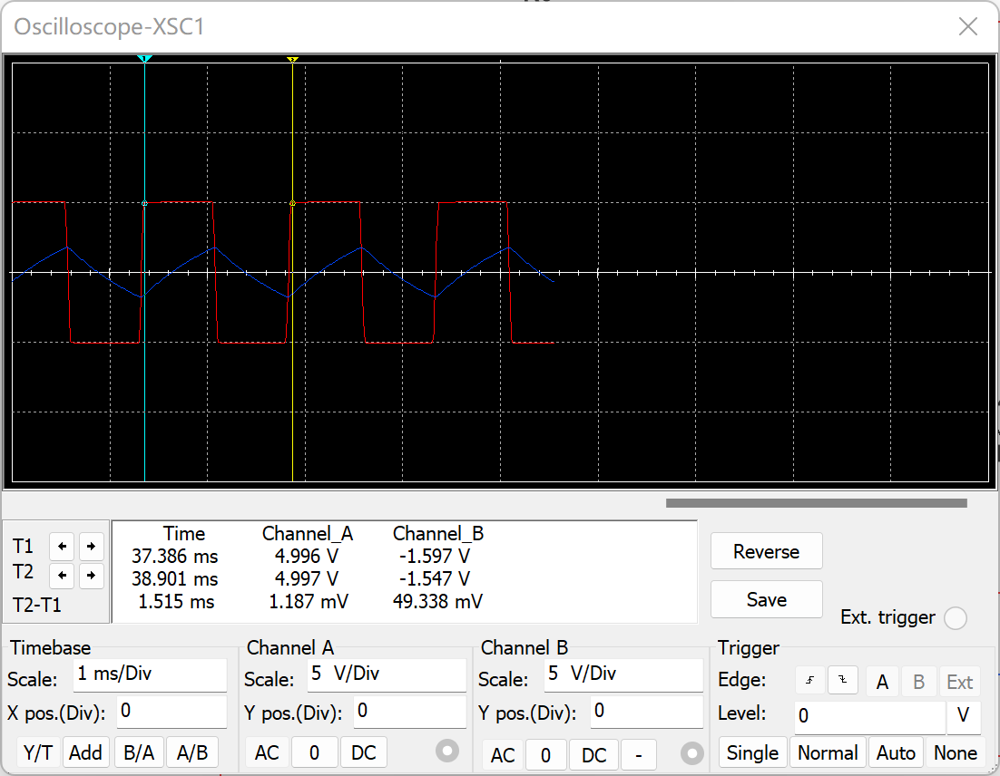 Oscilloscope-XSC1
1
2
Time Channel_A Channel_B
T1 37.386 ms 4.996 V -1.597 V
T2 38.901 ms 4.997 V -1.547 V
T2-T1 1.515 ms 1.187 mV 49.338 mV
Reverse
Save
Ext. trigger
Timebase Channel A Channel B Trigger
Scale: 1 ms/Div Scale: 5 V/Div Scale: 5 V/Div Edge: A B Ext
X pos.(Div): 0 Y pos.(Div): 0 Y pos.(Div): 0 Level: 0 V
Y/T Add B/A A/B AC 0 DC AC 0 DC - Single Normal Auto None